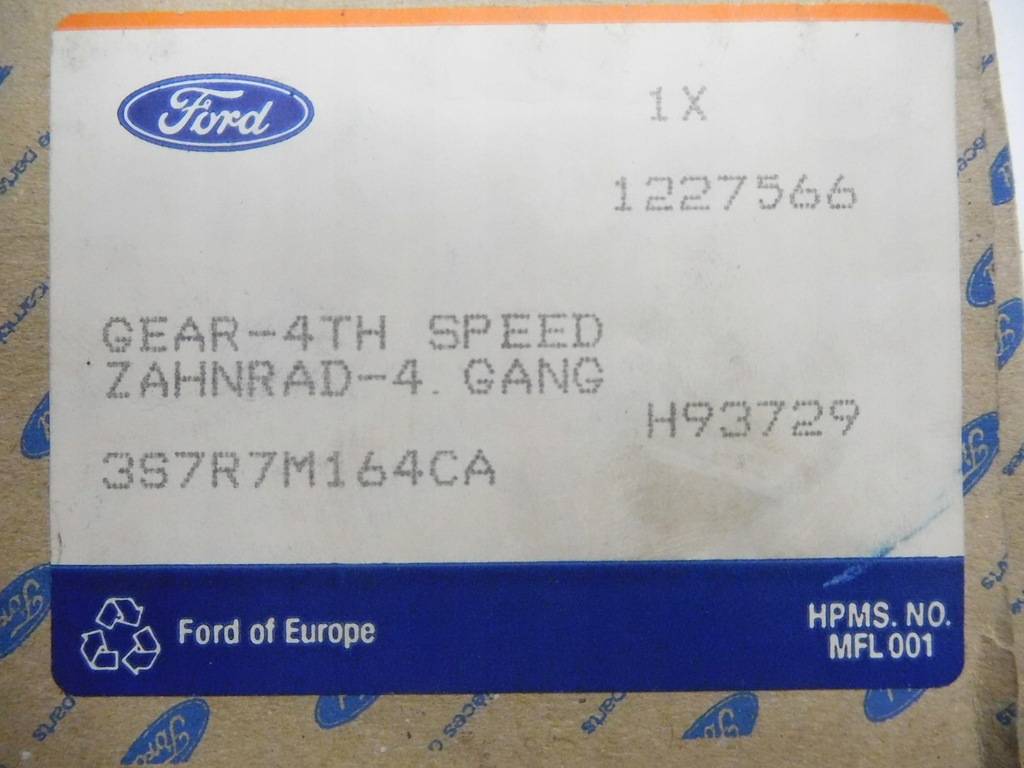 Ford
1X
1227566
GEAR-4TH SPEED
ZAHNRAD-4. GANG
H93729
3S7R7M164CA
Ford of Europe
HPMS. NO.
MFL 001